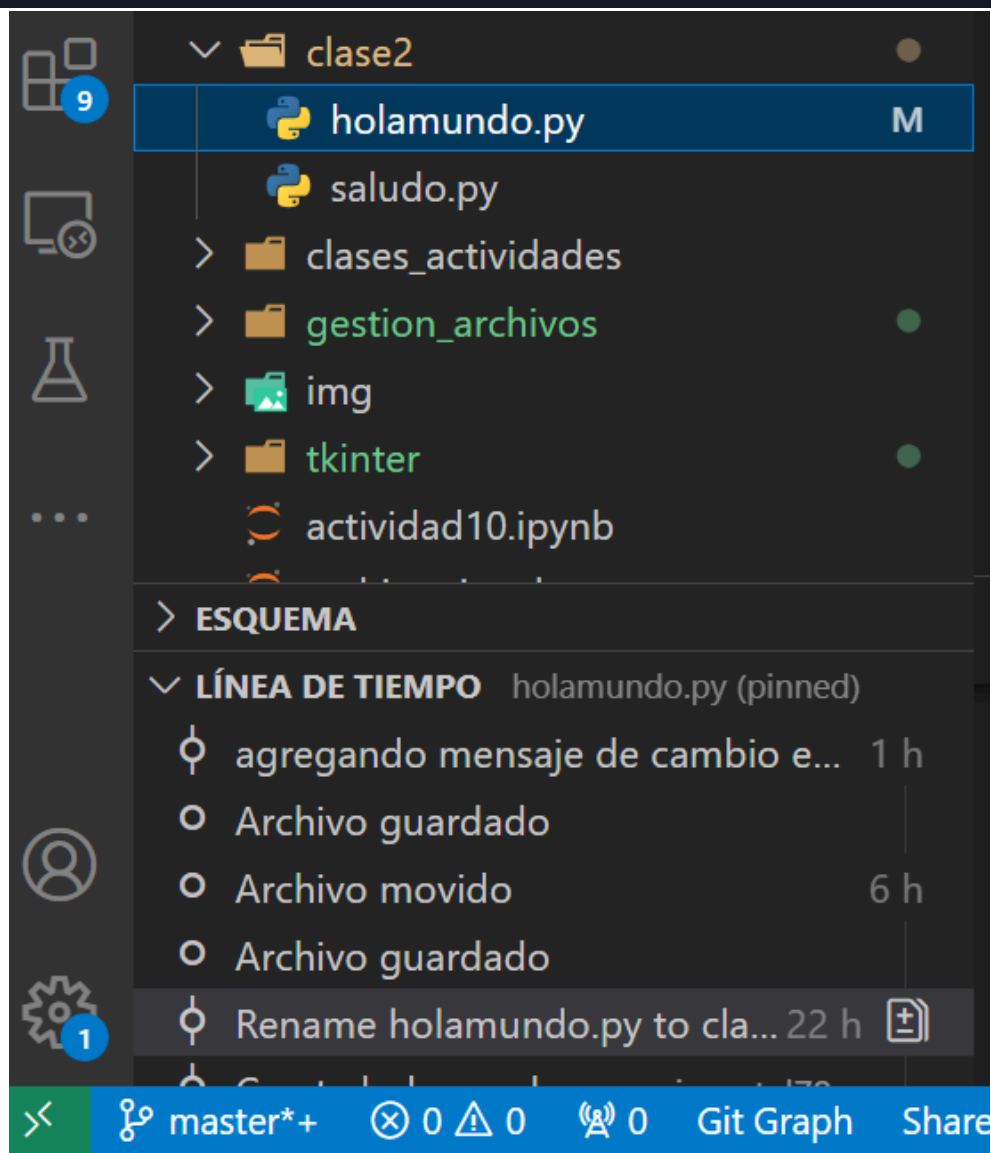 clase2
9
holamundo.py M
saludo.py
clases_actividades
gestion_archivos
img
tkinter
actividad10.ipynb
ESQUEMA
LÍNEA DE TIEMPO holamundo.py (pinned)
agregando mensaje de cambio e... 1 h
Archivo guardado
Archivo movido 6 h
Archivo guardado
Rename holamundo.py to cla... 22 h
1
master*+ 0 0 0 Git Graph Share